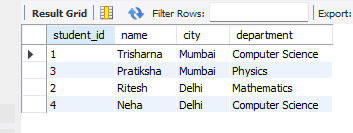 Result Grid Filter Rows: Export:
student_id name city department
1 Trisharna Mumbai Computer Science
3 Pratiksha Mumbai Physics
2 Ritesh Delhi Mathematics
4 Neha Delhi Computer Science